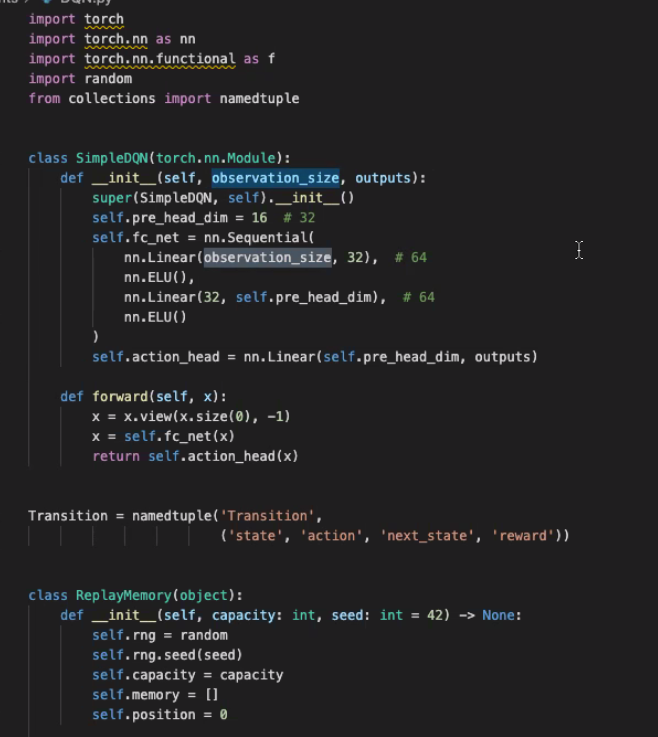 DQN.py
import torch
import torch.nn as nn
import torch.nn.functional as f
import random
from collections import namedtuple
class SimpleDQN(torch.nn.Module):
    def __init__(self, observation_size, outputs):
        super(SimpleDQN, self).__init__()
        self.pre_head_dim = 16  # 32
        self.fc_net = nn.Sequential(
            nn.Linear(observation_size, 32),  # 64
            nn.ELU(),
            nn.Linear(32, self.pre_head_dim),  # 64
            nn.ELU()
        )
        self.action_head = nn.Linear(self.pre_head_dim, outputs)
    def forward(self, x):
        x = x.view(x.size(0), -1)
        x = self.fc_net(x)
        return self.action_head(x)
Transition = namedtuple('Transition',
                        ('state', 'action', 'next_state', 'reward'))
class ReplayMemory(object):
    def __init__(self, capacity: int, seed: int = 42) -> None:
        self.rng = random
        self.rng.seed(seed)
        self.capacity = capacity
        self.memory = []
        self.position = 0